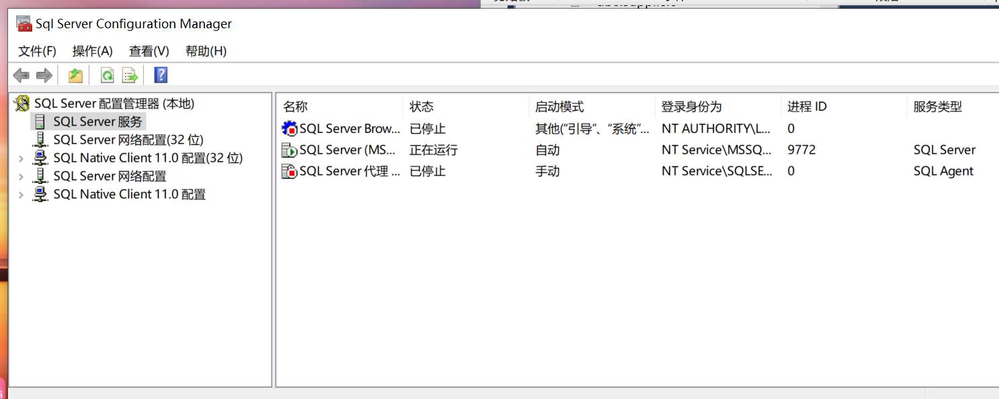 Sql Server Configuration Manager
文件(F) 操作(A) 查看(V) 帮助(H)
SQL Server 配置管理器 (本地)
SQL Server 服务
SQL Server 网络配置(32 位)
SQL Native Client 11.0 配置(32 位)
SQL Server 网络配置
SQL Native Client 11.0 配置
名称 状态 启动模式 登录身份为 进程 ID 服务类型
SQL Server Brow... 已停止 其他("引导"、"系统"... NT AUTHORITY\L... 0
SQL Server (MS... 正在运行 自动 NT Service\MSSQ... 9772 SQL Server
SQL Server 代理 ... 已停止 手动 NT Service\SQLSE... 0 SQL Agent